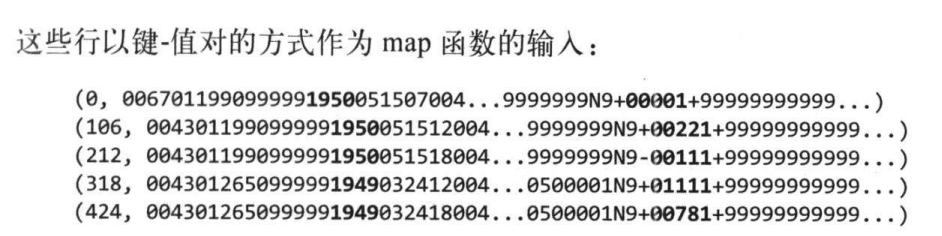 这些行以键-值对的方式作为 map 函数的输入：
(0, 0067011990999991950051507004...9999999N9+00001+99999999999...)
(106, 0043011990999991950051512004...9999999N9+00221+99999999999...)
(212, 0043011990999991950051518004...9999999N9-00111+99999999999...)
(318, 0043012650999991949032412004...0500001N9+01111+99999999999...)
(424, 0043012650999991949032418004...0500001N9+00781+99999999999...)